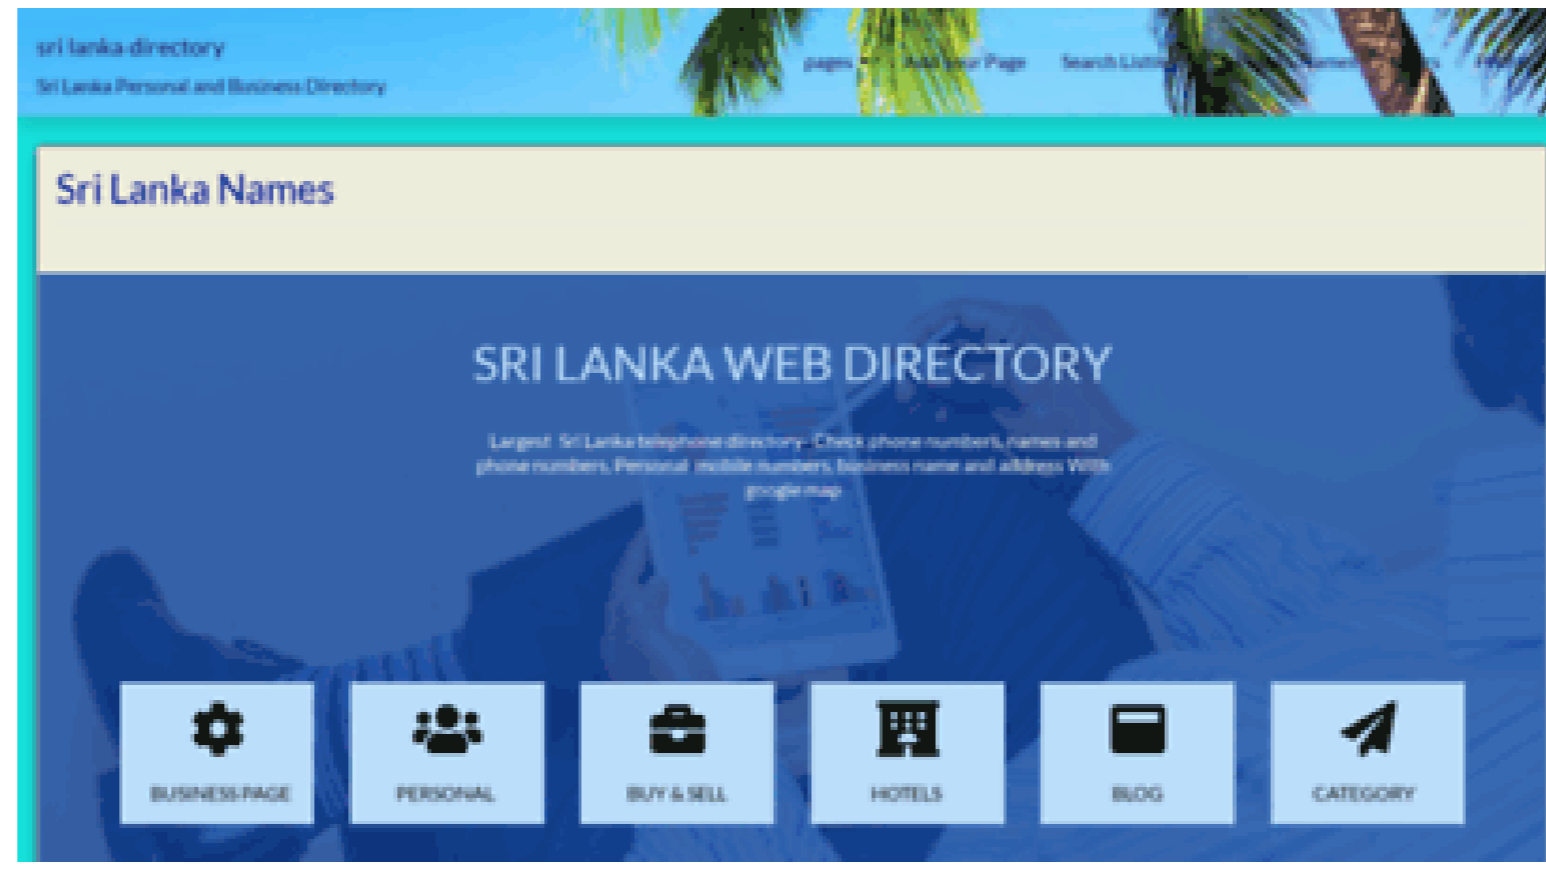 sri lanka directory
Sri Lanka Personal and Business Directory
pages
Page
Search
Sri Lanka Names
SRI LANKA WEB DIRECTORY
Largest Sri Lanka telephone directory- Check phone numbers, names and
phone numbers, Personal mobile numbers, business name and address With
google map
BUSINESS PAGE
PERSONAL
BUY & SELL
HOTELS
BLOG
CATEGORY